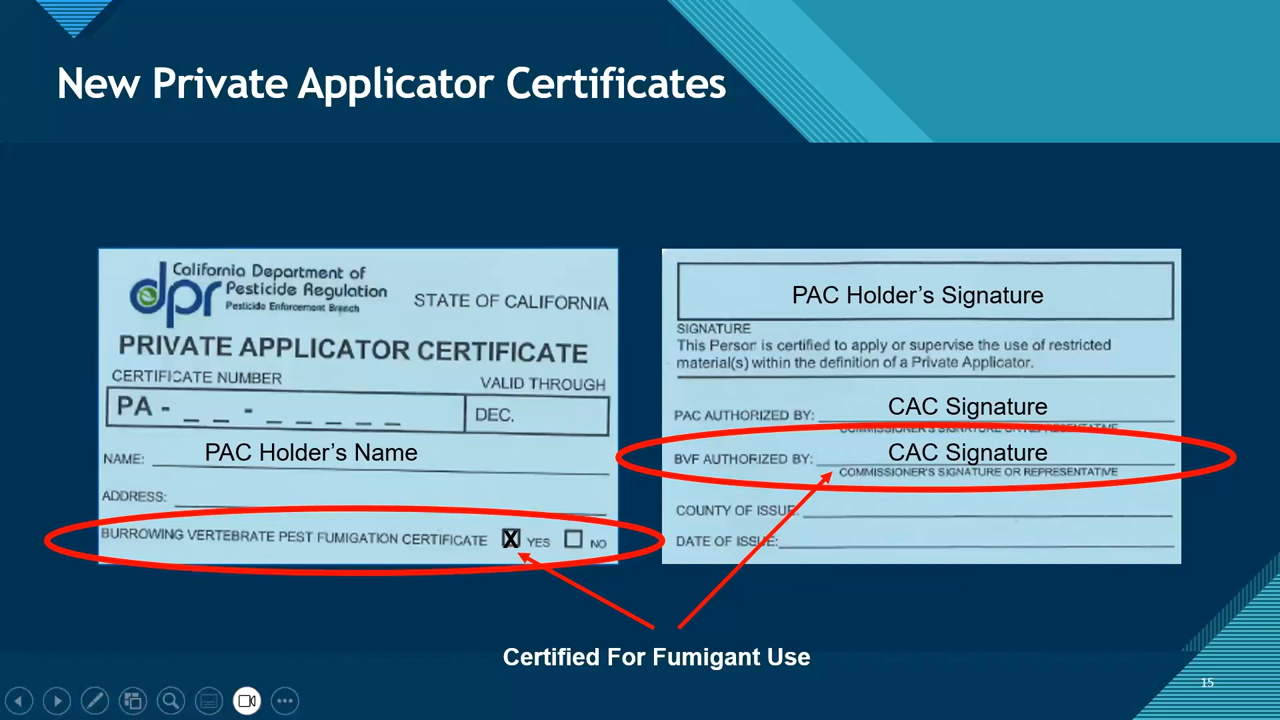 New Private Applicator Certificates
California Department of
Pesticide Regulation
Pesticide Enforcement Branch
dpr
STATE OF CALIFORNIA
PRIVATE APPLICATOR CERTIFICATE
CERTIFICATE NUMBER VALID THROUGH
PA - _ _ - _ _ _ _ _ DEC.
NAME: PAC Holder's Name
ADDRESS:
BURROWING VERTEBRATE PEST FUMIGATION CERTIFICATE X YES NO
PAC Holder's Signature
SIGNATURE
This Person is certified to apply or supervise the use of restricted
material(s) within the definition of a Private Applicator.
PAC AUTHORIZED BY: CAC Signature
COMMISSIONER'S SIGNATURE OR REPRESENTATIVE
BVF AUTHORIZED BY: CAC Signature
COMMISSIONER'S SIGNATURE OR REPRESENTATIVE
COUNTY OF ISSUE:
DATE OF ISSUE:
Certified For Fumigant Use
15